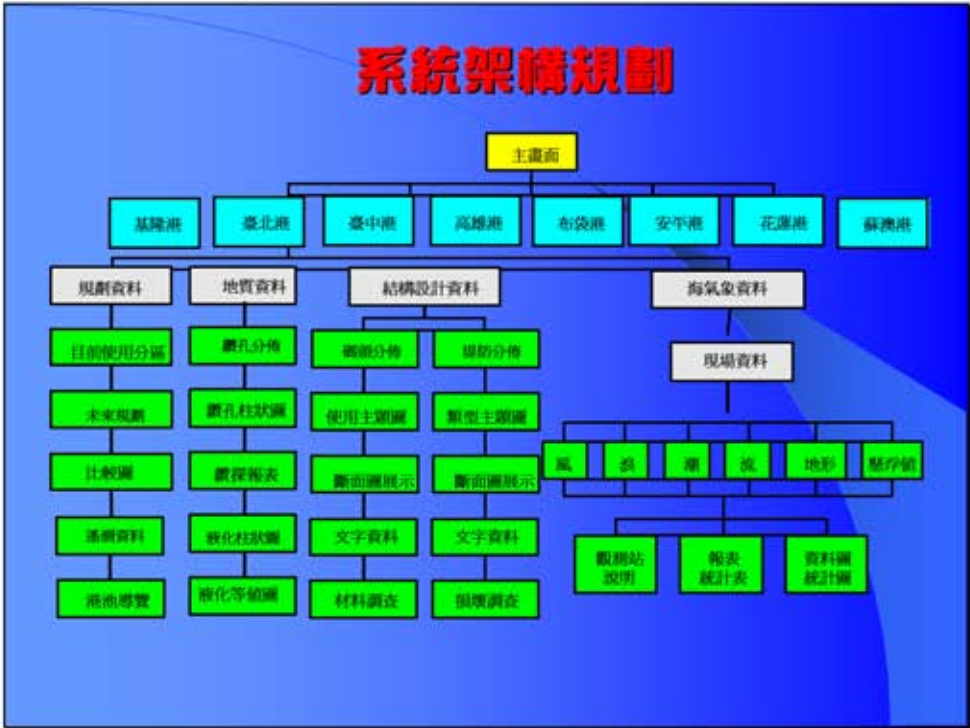 系統架構規劃
主畫面
基隆港
臺北港
臺中港
高雄港
布袋港
安平港
花蓮港
蘇澳港
規劃資料
地質資料
結構設計資料
海氣象資料
目前使用分區
鑽孔分佈
碼頭分佈
堤防分佈
現場資料
未來規劃
鑽孔柱狀圖
使用主題圖
類型主題圖
比較圖
鑽探報表
斷面圖展示
斷面圖展示
風
浪
潮
流
地形
懸浮值
遙測資料
液化柱狀圖
文字資料
文字資料
觀測站
說明
報表
統計表
資料圖
統計圖
港池導覽
液化等值圖
材料調查
損壞調查